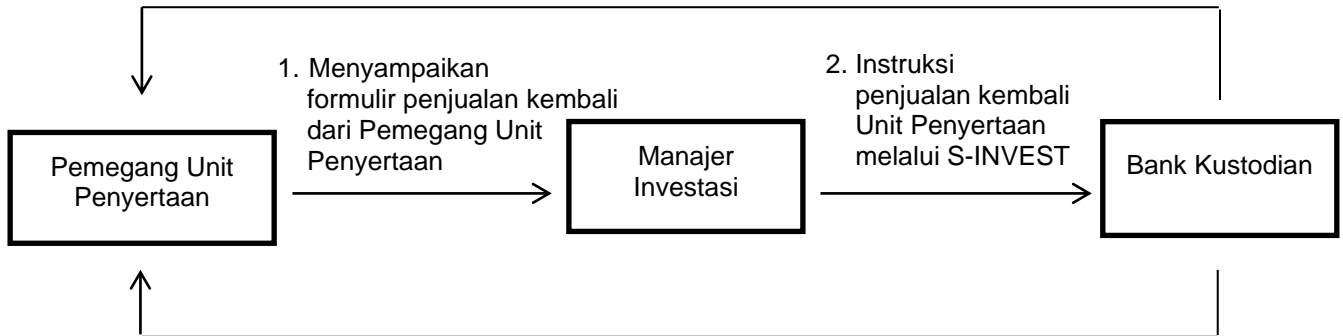 1. Menyampaikan
formulir penjualan kembali
dari Pemegang Unit
Penyertaan
2. Instruksi
penjualan kembali
Unit Penyertaan
melalui S-INVEST
Pemegang Unit
Penyertaan
Manajer
Investasi
Bank Kustodian